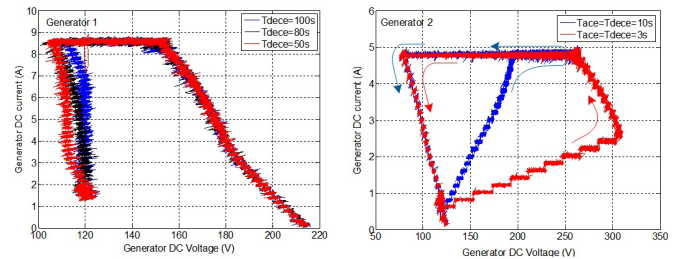 Generator 1
Tdece=100s
Tdece=80s
Tdece=50s
10
9
8
7
6
5
4
3
2
1
0
100 120 140 160 180 200 220
Generator DC current (A)
Generator DC Voltage (V)
Generator 2
Tace=Tdece=10s
Tace=Tdece=3s
6
5
4
3
2
1
0
50 100 150 200 250 300 350
Generator DC current (A)
Generator DC Voltage (V)